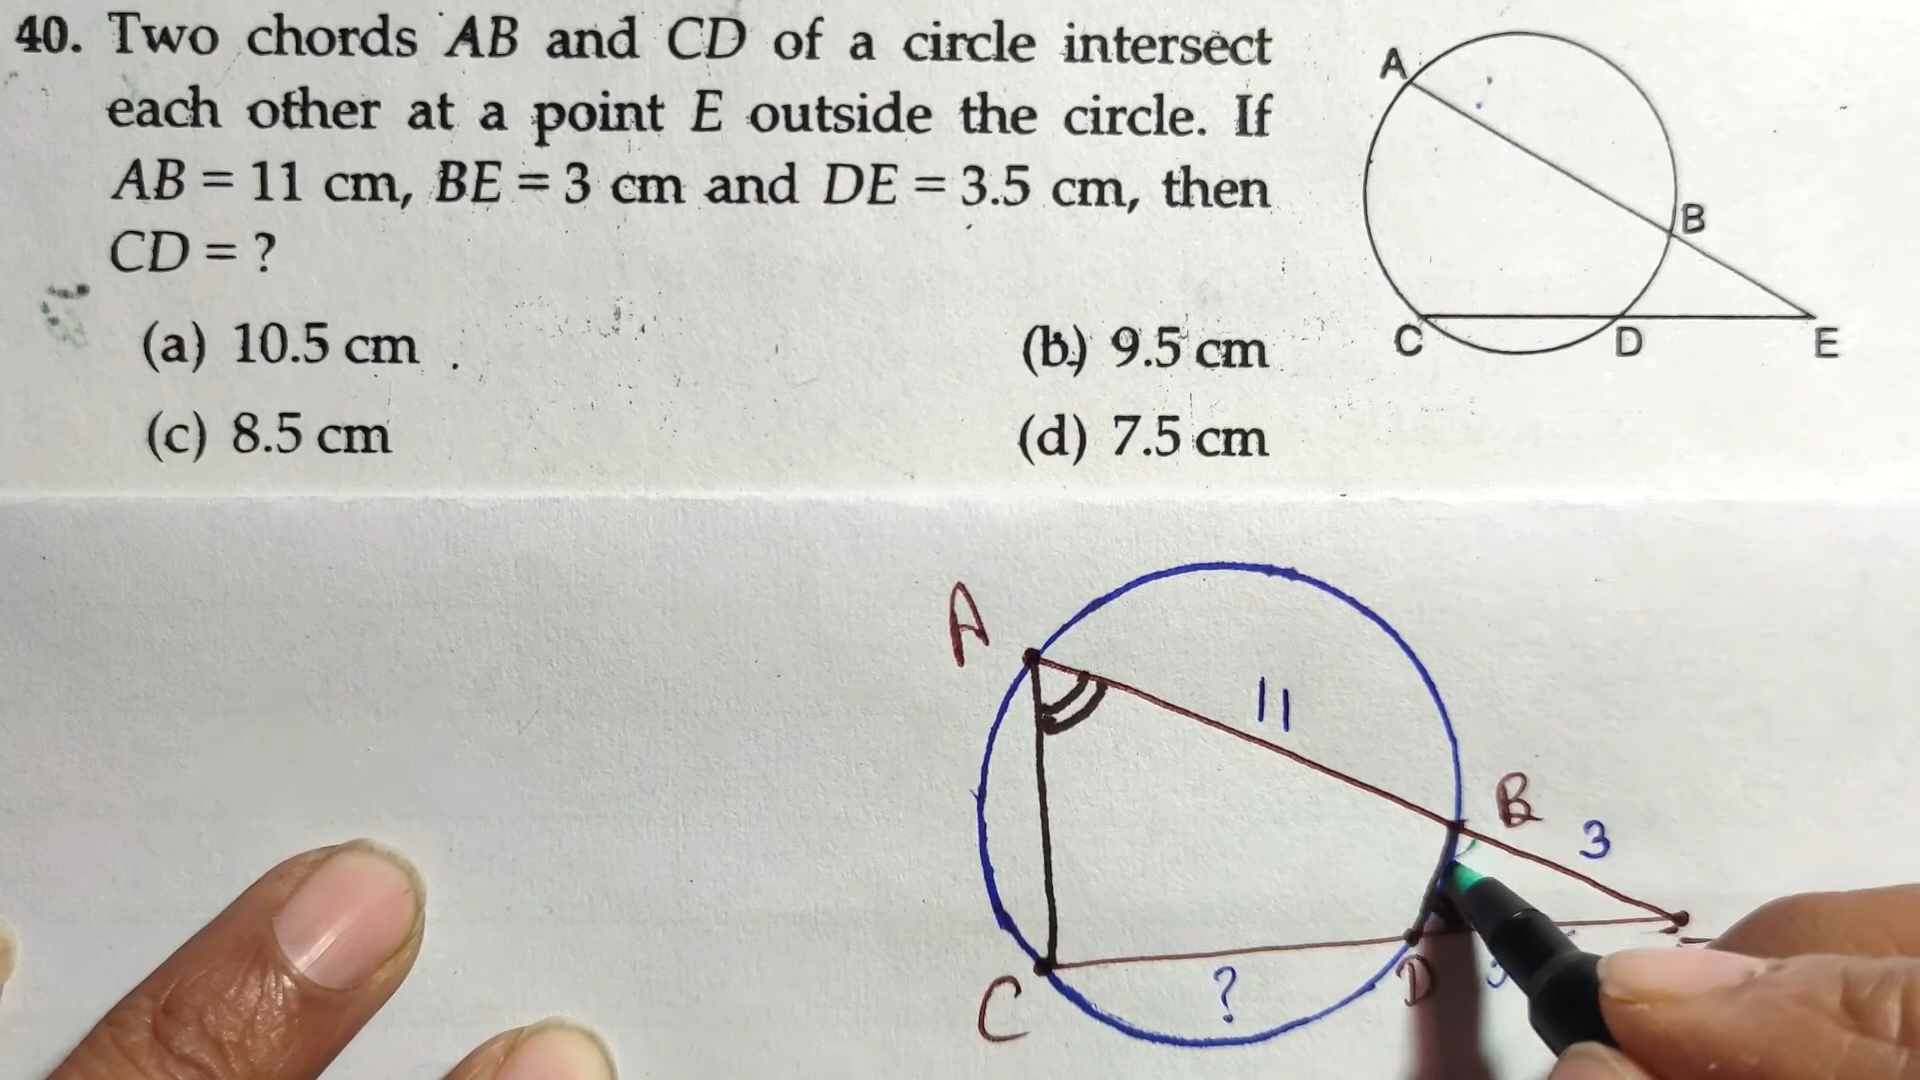 40. Two chords AB and CD of a circle intersect
each other at a point E outside the circle. If
AB = 11 cm, BE = 3 cm and DE = 3.5 cm, then
CD = ?
(a) 10.5 cm
(b) 9.5 cm
(c) 8.5 cm
(d) 7.5 cm
A
B
C
D
E
A
11
B
3
C
?
D